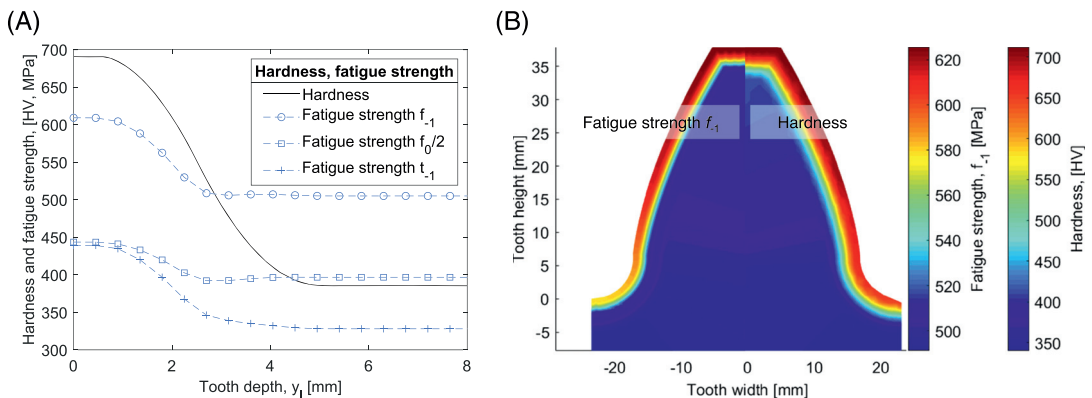 (A)
Hardness and fatigue strength, [HV, MPa]
700
650
600
550
500
450
400
350
300
0
2
4
6
8
Tooth depth, y_l [mm]
Hardness, fatigue strength
Hardness
Fatigue strength f_-1
Fatigue strength f_0/2
Fatigue strength t_-1
(B)
Tooth height [mm]
35
30
25
20
15
10
5
0
-5
-20
-10
0
10
20
Tooth width [mm]
Fatigue strength f_-1
Hardness
620
600
580
560
540
520
500
Fatigue strength, f_-1 [MPa]
700
650
600
550
500
450
400
350
Hardness, [HV]